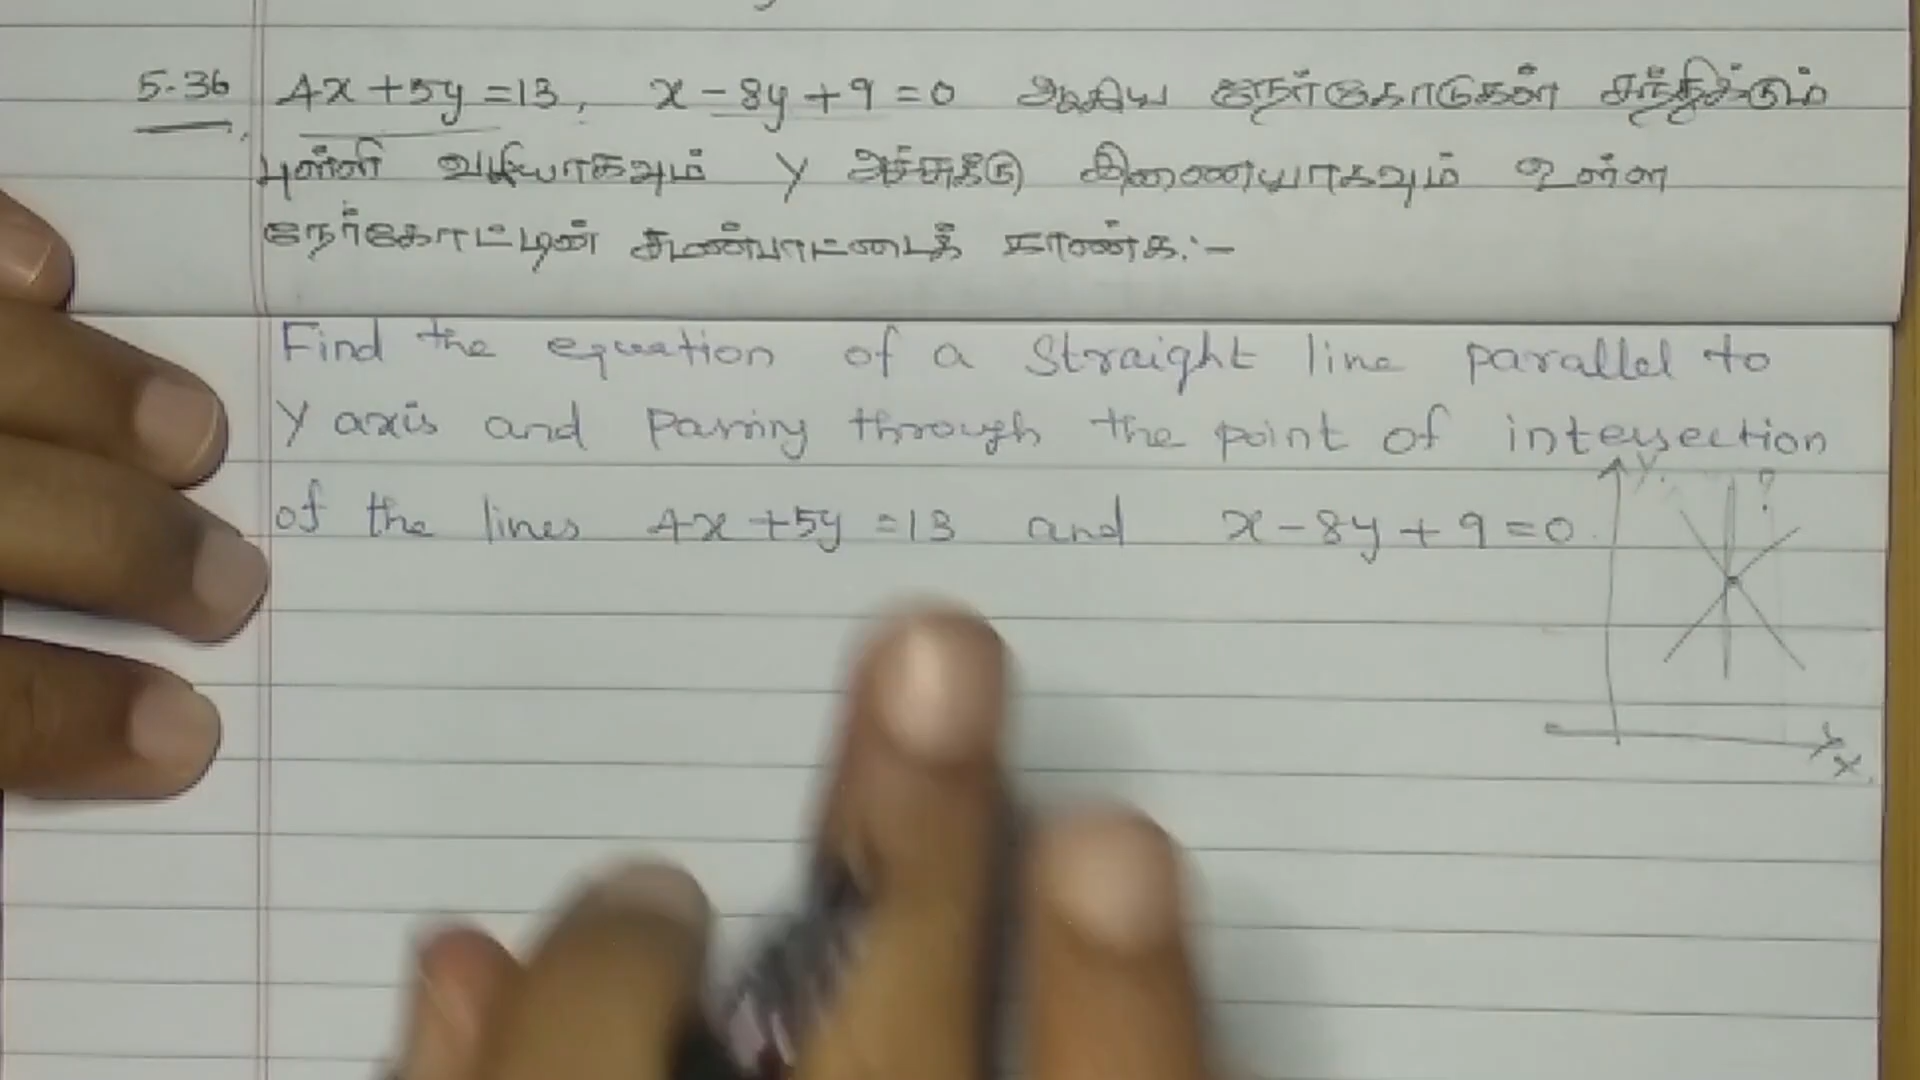 5.36 4x+5y=13, x-8y+9=0 ஆகிய நேர்கோடுகள் சந்திக்கும்
புள்ளி வழியாகவும் Y அச்சுக்கு இணையாகவும் உள்ள
நேர்கோட்டின் சமன்பாட்டைக் காண்க:-
Find the equation of a Straight line parallel to
Y axis and Passing through the point of intersection
of the lines 4x+5y=13 and x-8y+9=0.
Y
?
X